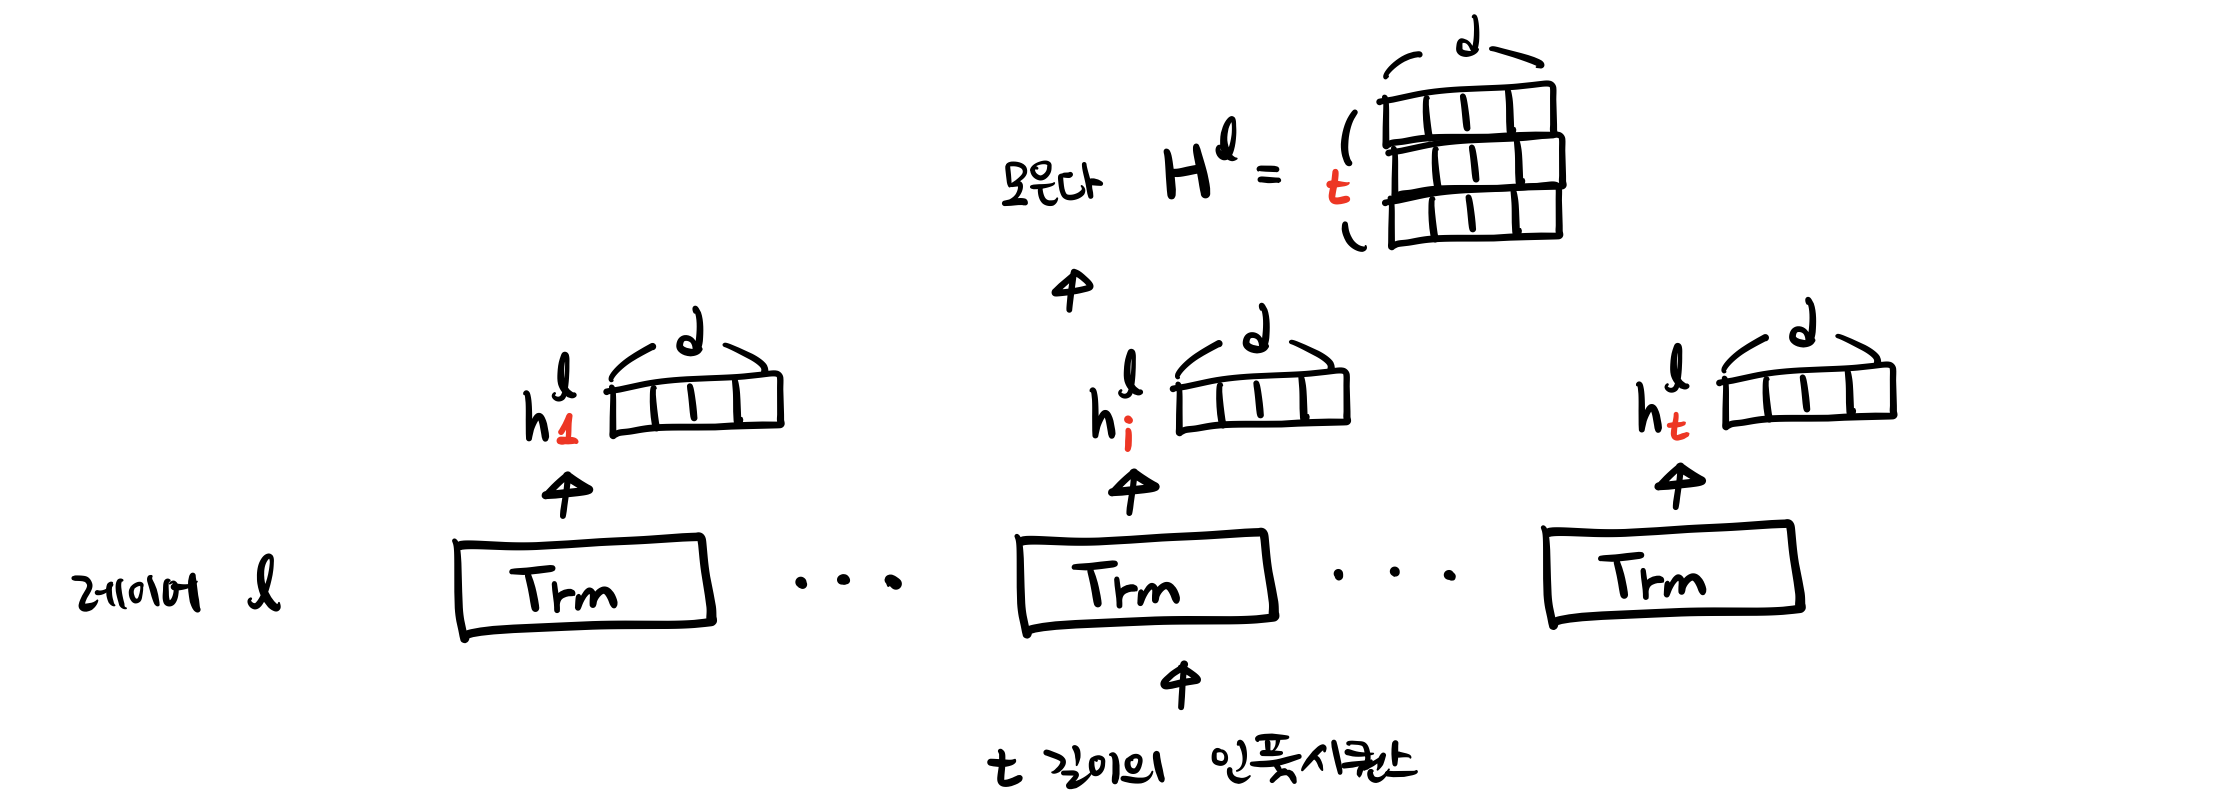 d
모은다 H^l = t
d d d
h_1^l h_i^l h_t^l
레이어 l Trm ... Trm ... Trm
t 길이의 인풋시퀀스